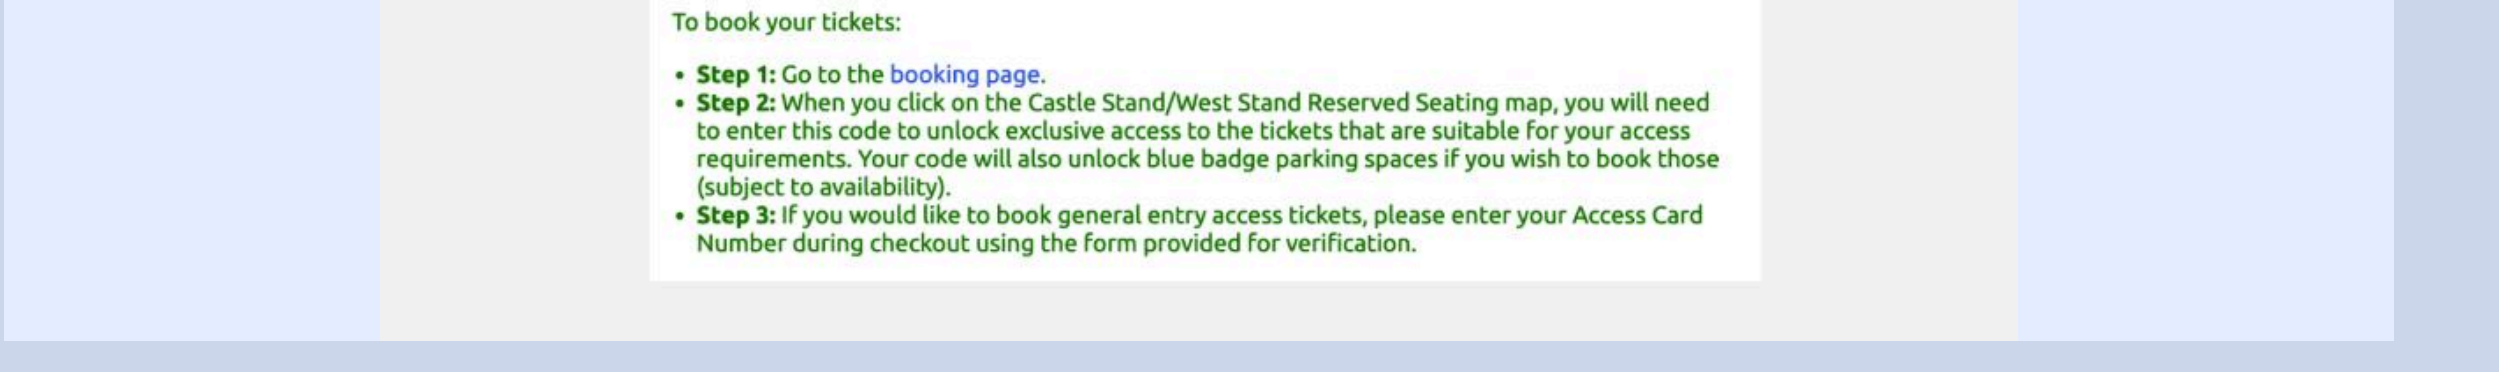 To book your tickets:
• Step 1: Go to the booking page.
• Step 2: When you click on the Castle Stand/West Stand Reserved Seating map, you will need
to enter this code to unlock exclusive access to the tickets that are suitable for your access
requirements. Your code will also unlock blue badge parking spaces if you wish to book those
(subject to availability).
• Step 3: If you would like to book general entry access tickets, please enter your Access Card
Number during checkout using the form provided for verification.